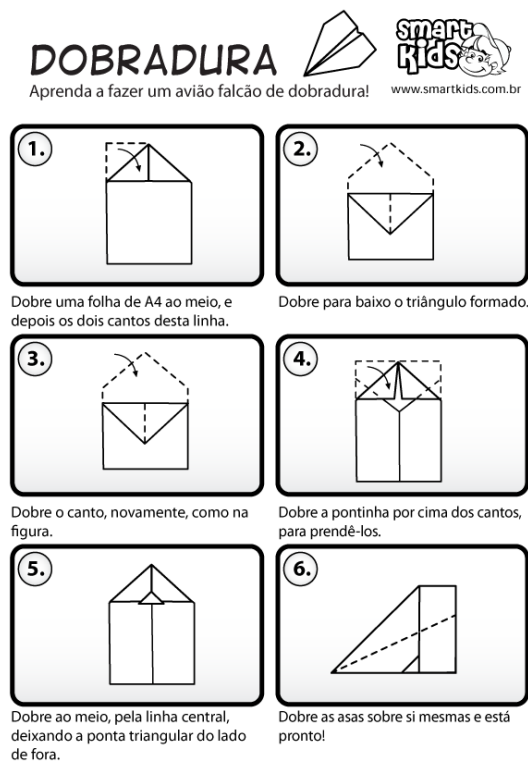 DOBRADURA
smart
Kids
Aprenda a fazer um avião falcão de dobradura!
www.smartkids.com.br
1.
Dobre uma folha de A4 ao meio, e
depois os dois cantos desta linha.
2.
Dobre para baixo o triângulo formado.
3.
Dobre o canto, novamente, como na
figura.
4.
Dobre a pontinha por cima dos cantos,
para prendê-los.
5.
Dobre ao meio, pela linha central,
deixando a ponta triangular do lado
de fora.
6.
Dobre as asas sobre si mesmas e está
pronto!